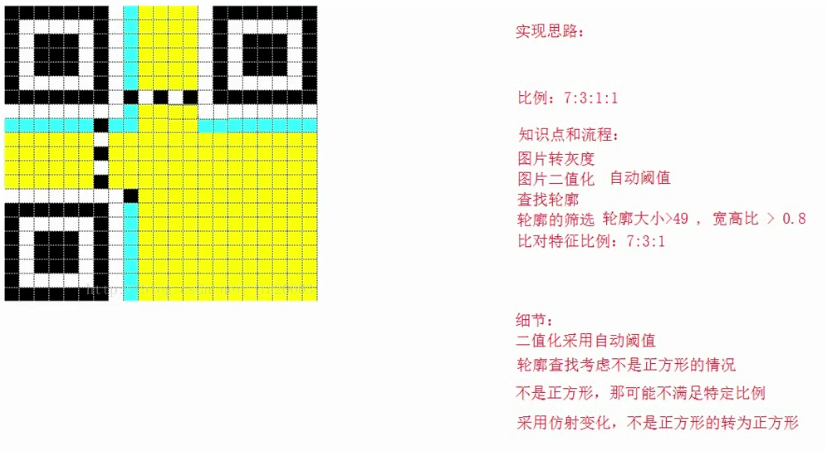 实现思路:
比例: 7:3:1:1
知识点和流程:
图片转灰度
图片二值化 自动阈值
查找轮廓
轮廓的筛选 轮廓大小>49 , 宽高比 > 0.8
比对特征比例: 7:3:1
细节:
二值化采用自动阈值
轮廓查找考虑不是正方形的情况
不是正方形, 那可能不满足特定比例
采用仿射变化, 不是正方形的转为正方形